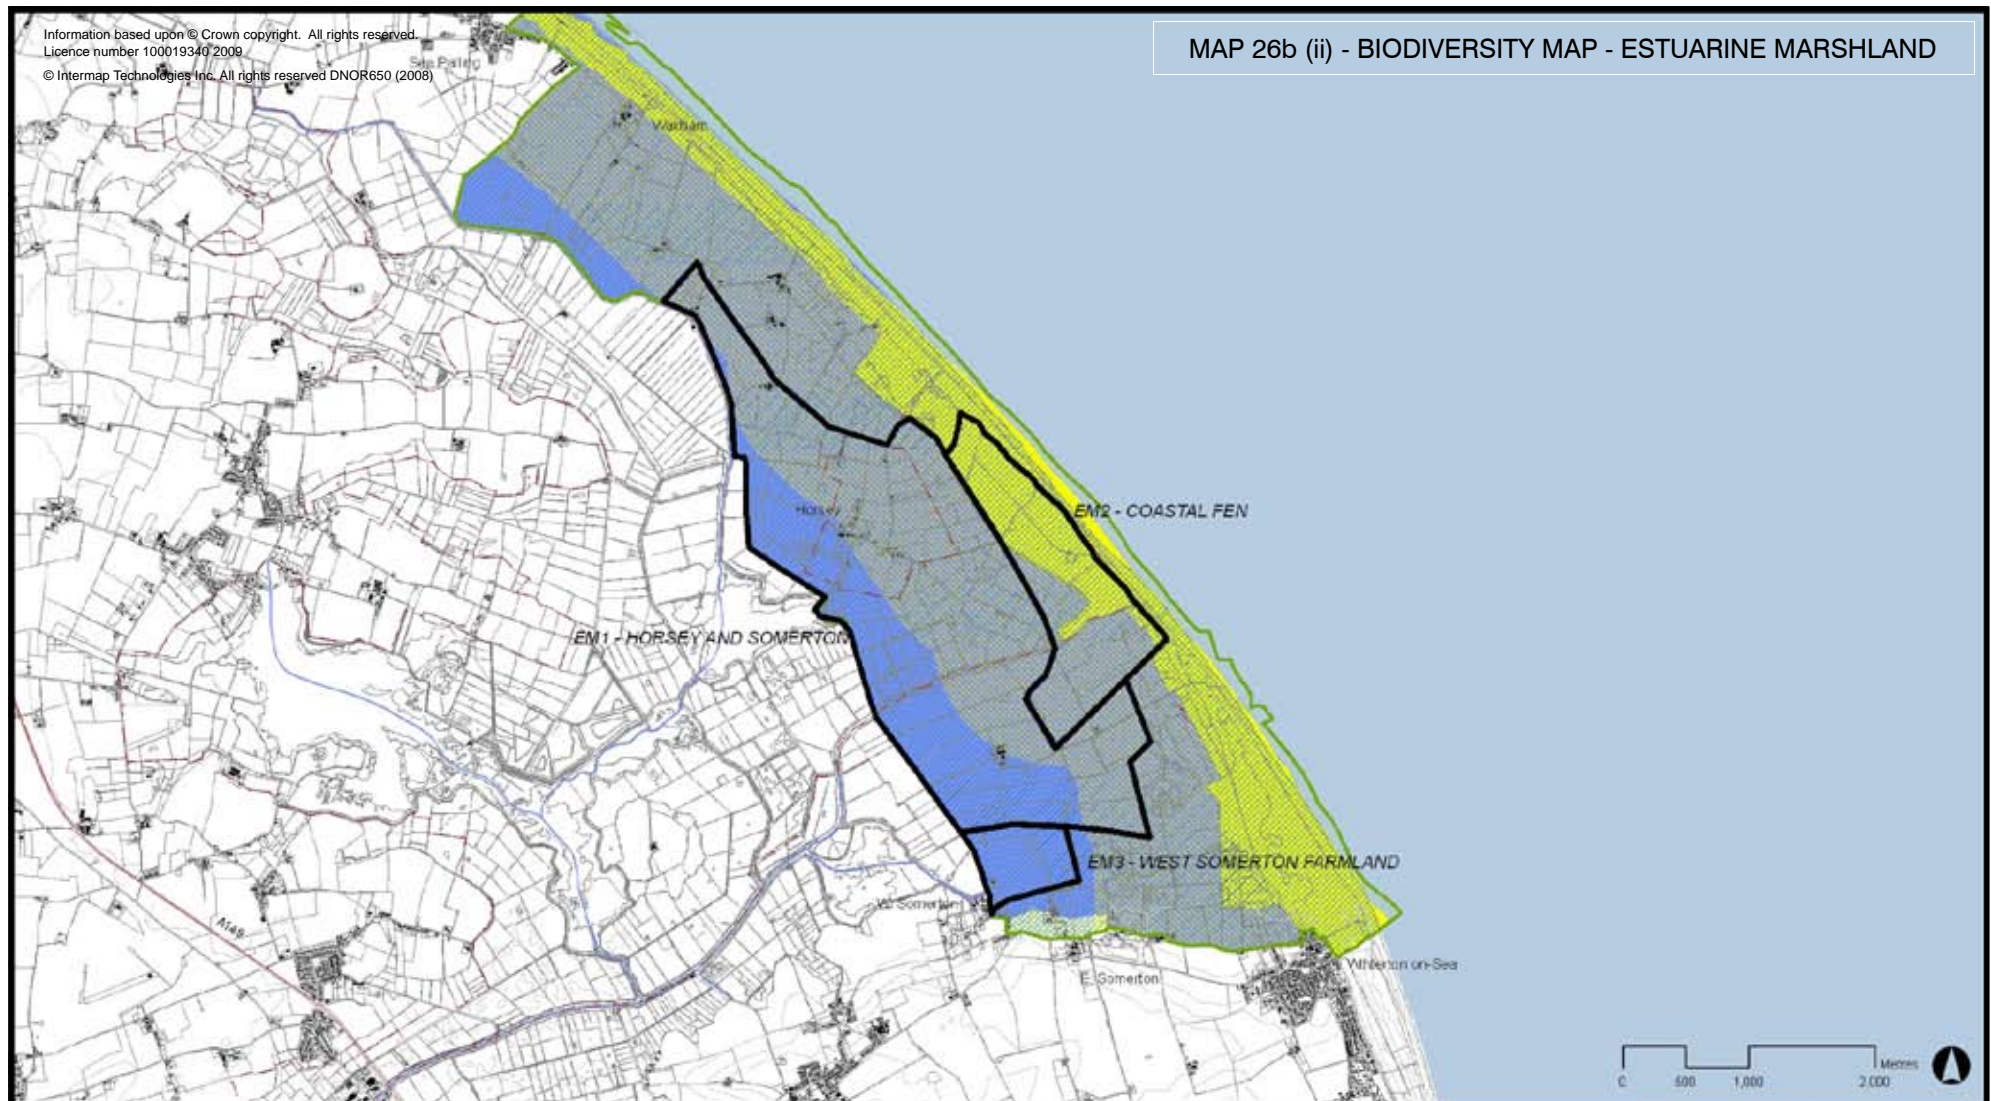 Information based upon © Crown copyright. All rights reserved.
Licence number 100019340 2009
© Intermap Technologies Inc. All rights reserved DNOR650 (2008)
MAP 26b (ii) - BIODIVERSITY MAP - ESTUARINE MARSHLAND
Sea Palling
Waxham
Horsey
EM2 - COASTAL FEN
EM1 - HORSEY AND SOMERTON
EM3 - WEST SOMERTON FARMLAND
W. Somerton
A149
E. Somerton
on-Sea
Metres
0 500 1,000 2,000